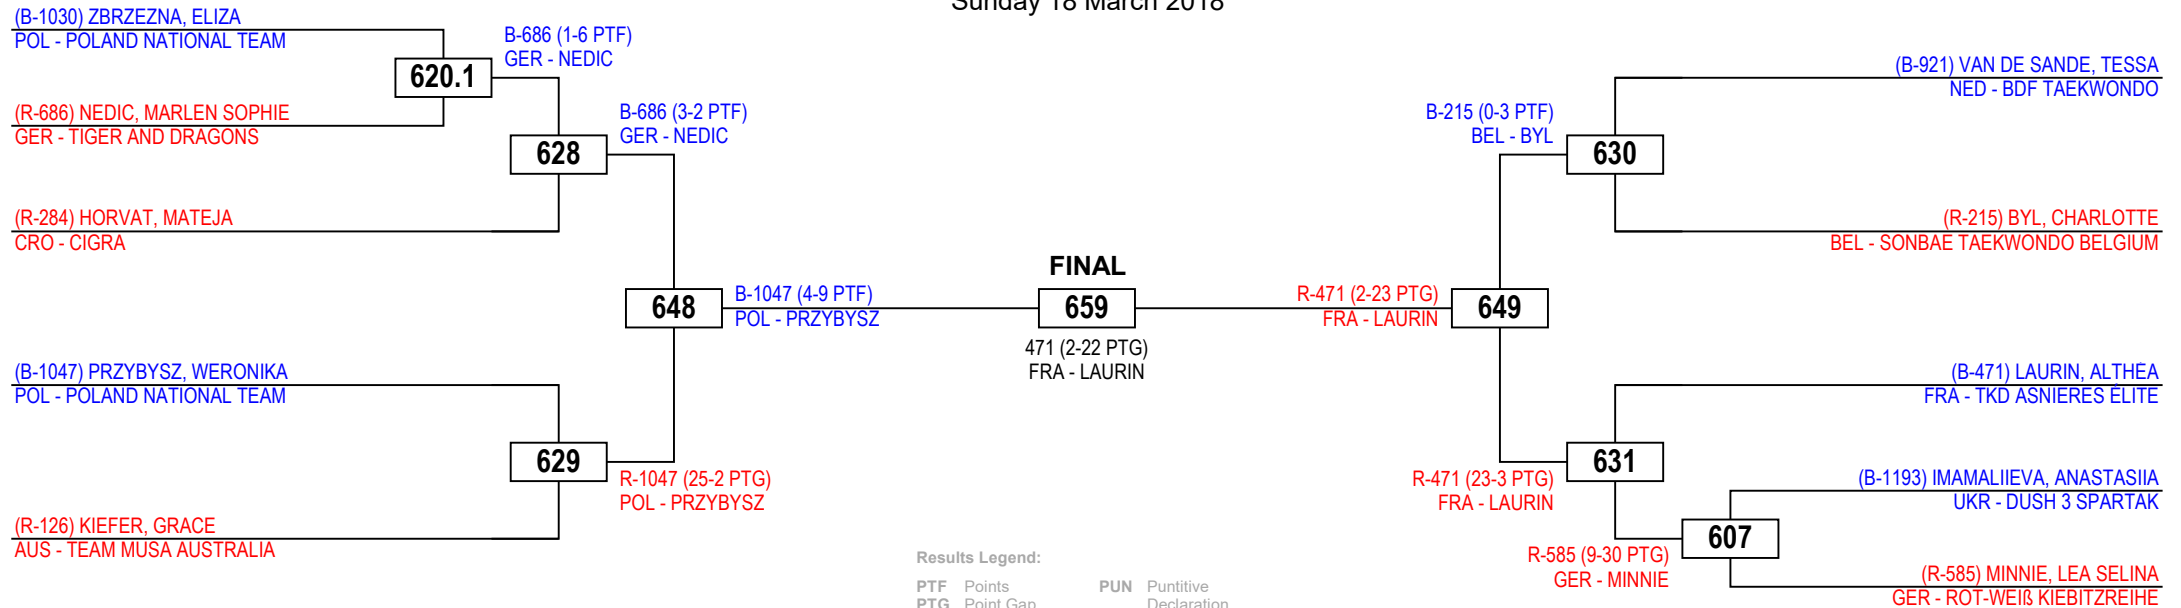 Sunday 18 March 2018
(B-1030) ZBRZEZNA, ELIZA
POL - POLAND NATIONAL TEAM
620.1
(R-686) NEDIC, MARLEN SOPHIE
GER - TIGER AND DRAGONS
B-686 (1-6 PTF)
GER - NEDIC
628
(R-284) HORVAT, MATEJA
CRO - CIGRA
B-686 (3-2 PTF)
GER - NEDIC
648
(B-1047) PRZYBYSZ, WERONIKA
POL - POLAND NATIONAL TEAM
629
(R-126) KIEFER, GRACE
AUS - TEAM MUSA AUSTRALIA
R-1047 (25-2 PTG)
POL - PRZYBYSZ
B-1047 (4-9 PTF)
POL - PRZYBYSZ
FINAL
659
471 (2-22 PTG)
FRA - LAURIN
R-471 (2-23 PTG)
FRA - LAURIN
649
B-215 (0-3 PTF)
BEL - BYL
630
(B-921) VAN DE SANDE, TESSA
NED - BDF TAEKWONDO
(R-215) BYL, CHARLOTTE
BEL - SONBAE TAEKWONDO BELGIUM
R-471 (23-3 PTG)
FRA - LAURIN
631
(B-471) LAURIN, ALTHÉA
FRA - TKD ASNIERES ÉLITE
(B-1193) IMAMALIIEVA, ANASTASIIA
UKR - DUSH 3 SPARTAK
607
R-585 (9-30 PTG)
GER - MINNIE
(R-585) MINNIE, LEA SELINA
GER - ROT-WEIß KIEBITZREIHE
Results Legend:
PTF Points PUN Puntitive
PTG Point Gap Declaration